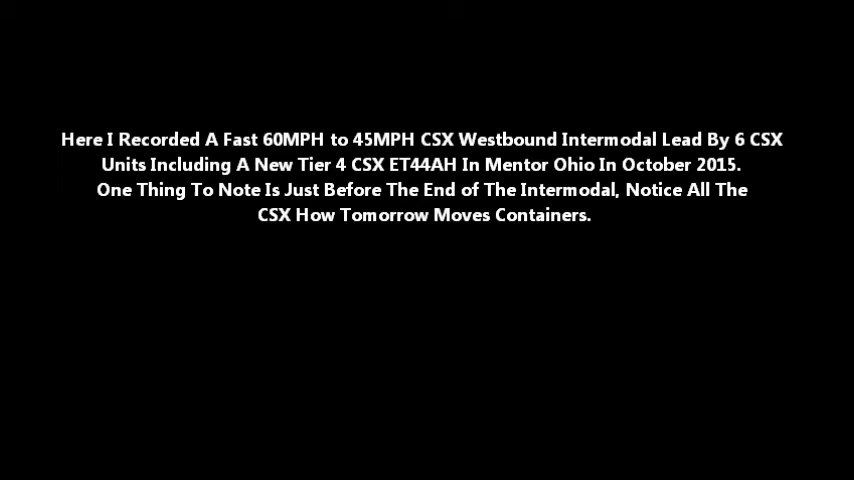 Here I Recorded A Fast 60MPH to 45MPH CSX Westbound Intermodal Lead By 6 CSX
Units Including A New Tier 4 CSX ET44AH In Mentor Ohio In October 2015.
One Thing To Note Is Just Before The End of The Intermodal, Notice All The
CSX How Tomorrow Moves Containers.